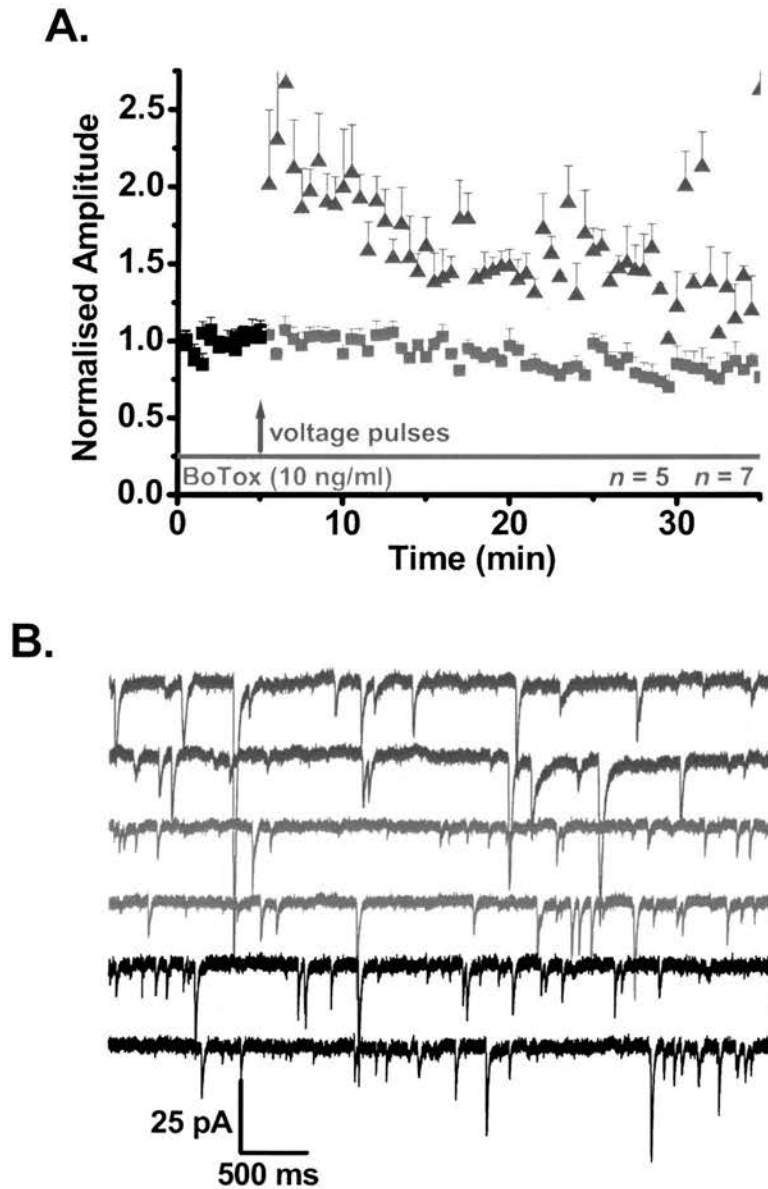 A.
Normalised Amplitude
2.5
2.0
1.5
1.0
0.5
0.0
voltage pulses
BoTox (10 ng/ml)
n = 5 n = 7
0 10 20 30
Time (min)
B.
25 pA
500 ms